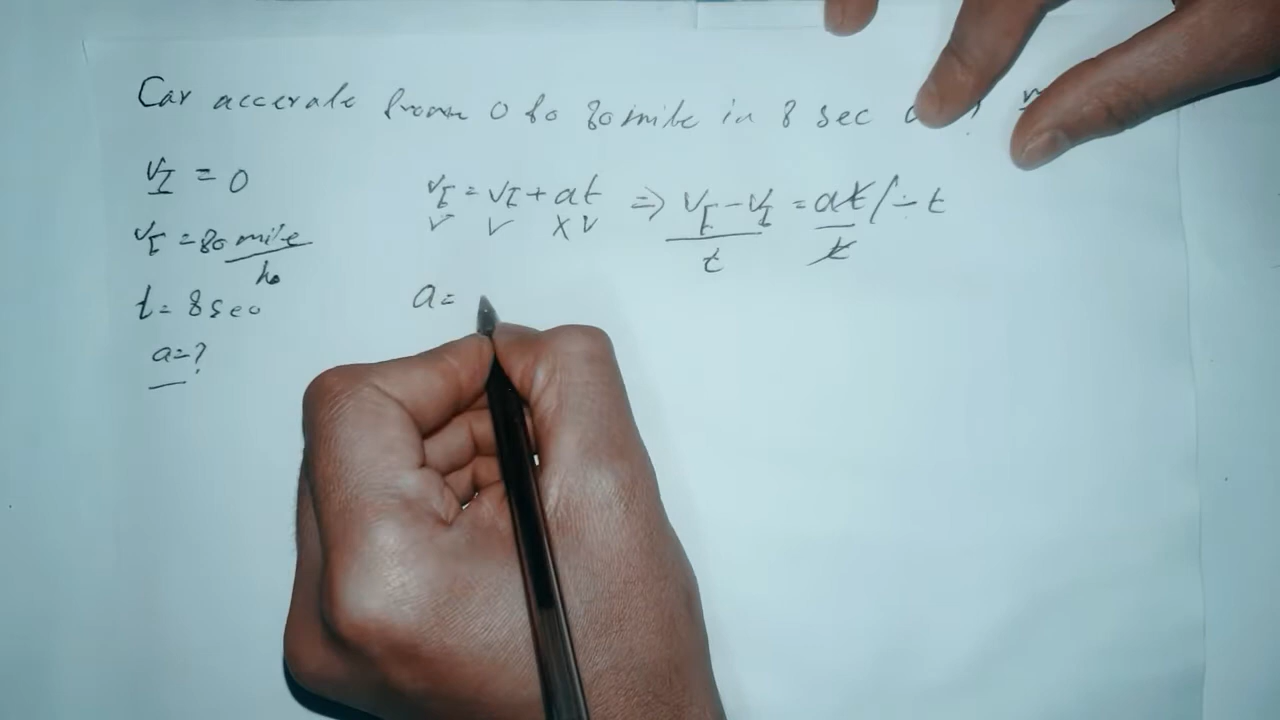 Car accerate from 0 to 80 mile in 8 sec ?
vI = 0
vF = 80 mile/ho
t = 8 sec
a = ?
vF = vI + at => (vF - vI)/t = at/t / ÷ t
v v x v
a =